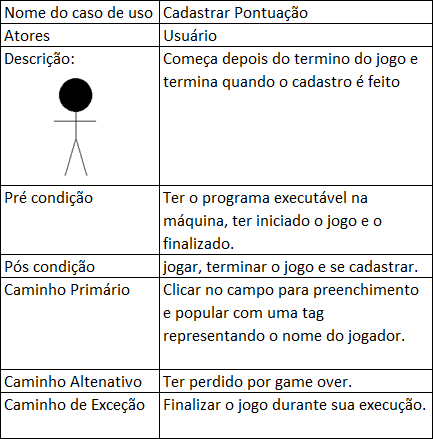 Nome do caso de uso Cadastrar Pontuação
Atores Usuário
Descrição: Começa depois do termino do jogo e
termina quando o cadastro é feito
Pré condição Ter o programa executável na
máquina, ter iniciado o jogo e o
finalizado.
Pós condição jogar, terminar o jogo e se cadastrar.
Caminho Primário Clicar no campo para preenchimento
e popular com uma tag
representando o nome do jogador.
Caminho Altenativo Ter perdido por game over.
Caminho de Exceção Finalizar o jogo durante sua execução.